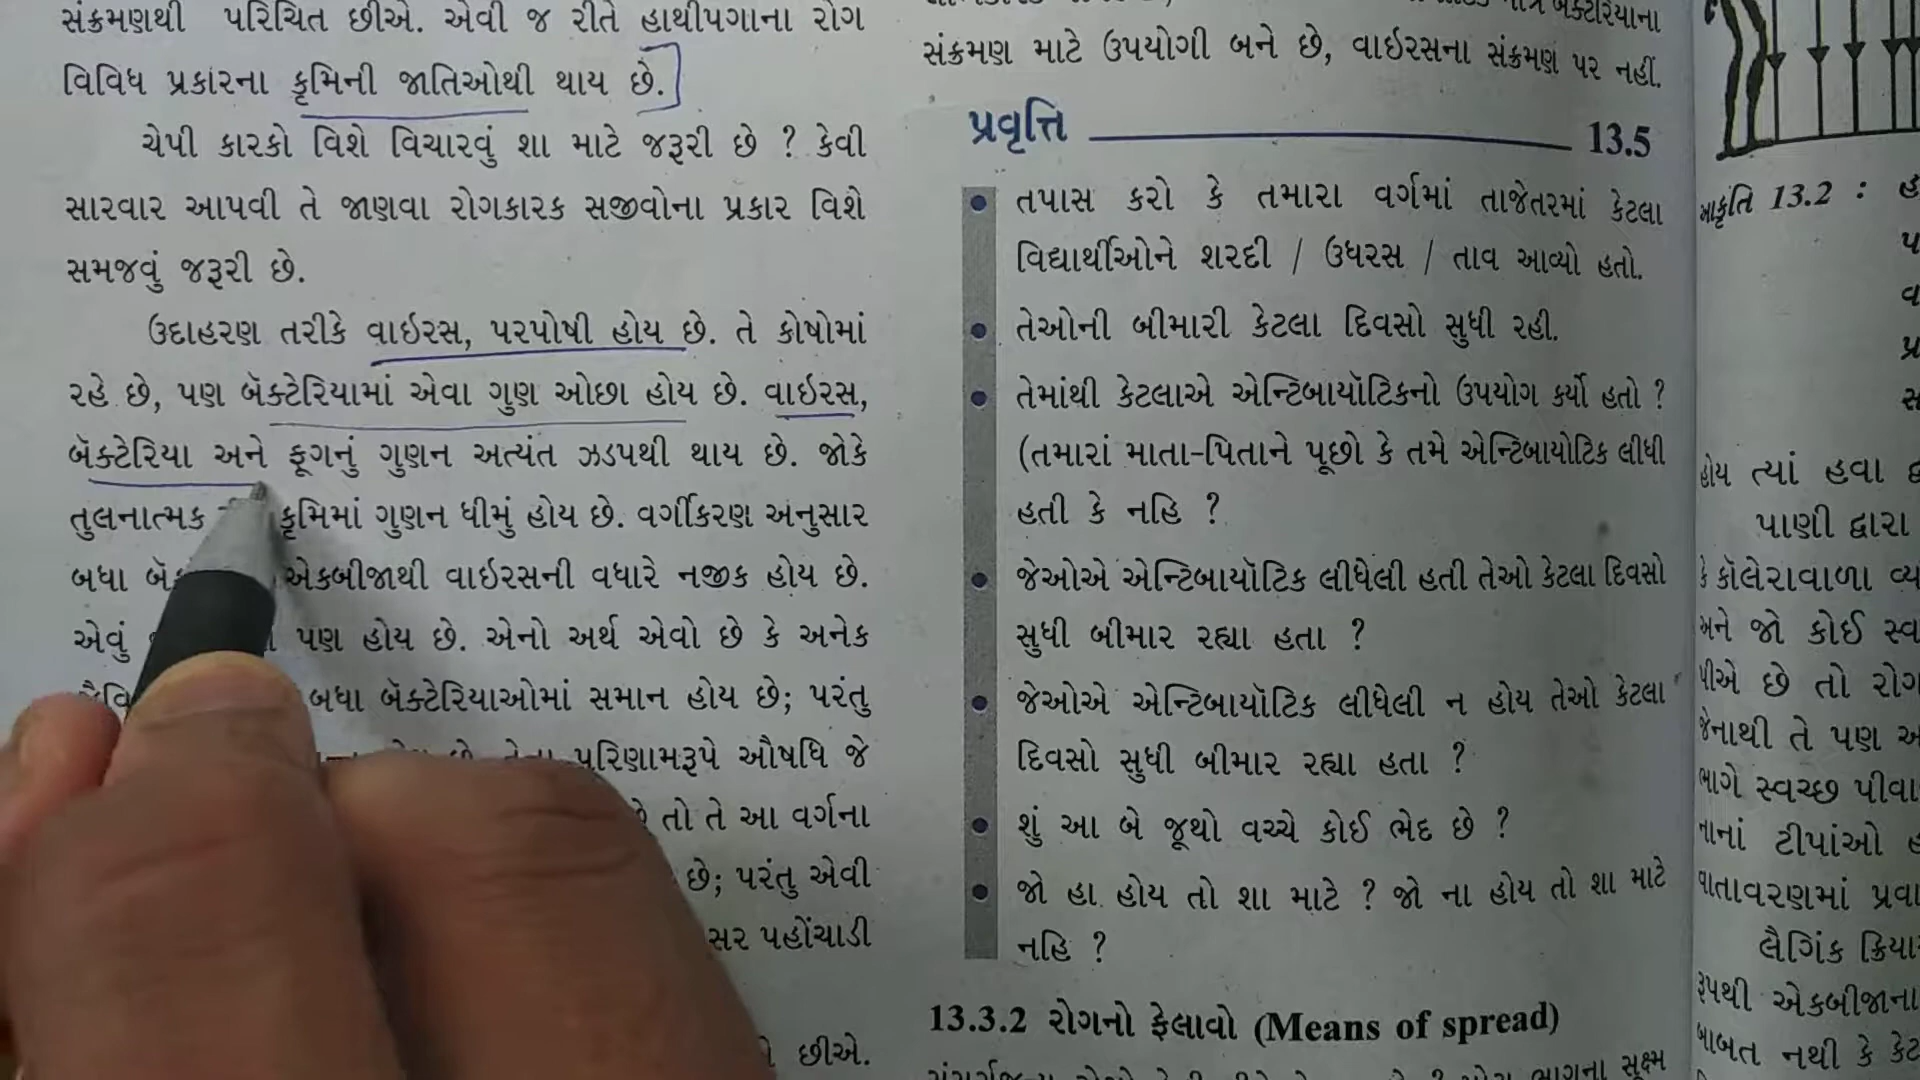 સંક્રમણથી પરિચિત છીએ. એવી જ રીતે હાથીપગાના રોગ
વિવિધ પ્રકારના કૃમિની જાતિઓથી થાય છે.
ચેપી કારકો વિશે વિચારવું શા માટે જરૂરી છે ? કેવી
સારવાર આપવી તે જાણવા રોગકારક સજીવોના પ્રકાર વિશે
સમજવું જરૂરી છે.
ઉદાહરણ તરીકે વાઇરસ, પરપોષી હોય છે. તે કોષોમાં
રહે છે, પણ બૅક્ટેરિયામાં એવા ગુણ ઓછા હોય છે. વાઇરસ,
બૅક્ટેરિયા અને ફૂગનું ગુણન અત્યંત ઝડપથી થાય છે. જોકે
તુલનાત્મક કૃમિમાં ગુણન ધીમું હોય છે. વર્ગીકરણ અનુસાર
બધા એકબીજાથી વાઇરસની વધારે નજીક હોય છે.
એવું પણ હોય છે. એનો અર્થ એવો છે કે અનેક
બધા બૅક્ટેરિયાઓમાં સમાન હોય છે; પરંતુ
પરિણામરૂપે ઔષધિ જે
તો તે આ વર્ગના
છે; પરંતુ એવી
પહોંચાડી
છીએ.
સંક્રમણ માટે ઉપયોગી બને છે, વાઇરસના સંક્રમણ પર નહીં.
પ્રવૃત્તિ 13.5
• તપાસ કરો કે તમારા વર્ગમાં તાજેતરમાં કેટલા
વિદ્યાર્થીઓને શરદી / ઉધરસ / તાવ આવ્યો હતો.
• તેઓની બીમારી કેટલા દિવસો સુધી રહી.
• તેમાંથી કેટલાએ એન્ટિબાયૉટિકનો ઉપયોગ કર્યો હતો ?
(તમારાં માતા-પિતાને પૂછો કે તમે એન્ટિબાયોટિક લીધી
હતી કે નહિ ?
• જેઓએ એન્ટિબાયૉટિક લીધેલી હતી તેઓ કેટલા દિવસો
સુધી બીમાર રહ્યા હતા ?
• જેઓએ એન્ટિબાયૉટિક લીધેલી ન હોય તેઓ કેટલા
દિવસો સુધી બીમાર રહ્યા હતા ?
• શું આ બે જૂથો વચ્ચે કોઈ ભેદ છે ?
• જો હા હોય તો શા માટે ? જો ના હોય તો શા માટે
નહિ ?
13.3.2 રોગનો ફેલાવો (Means of spread)
આકૃતિ 13.2 :
હોય ત્યાં હવા
પાણી દ્વારા
કે કૉલેરાવાળા
અને જો કોઈ
પીએ છે તો
જેનાથી તે પણ
ભાગે સ્વચ્છ
નાનાં ટીપાંઓ
વાતાવરણમાં
લૈગિંક
રૂપથી એકબીજાના
બાબત નથી કે